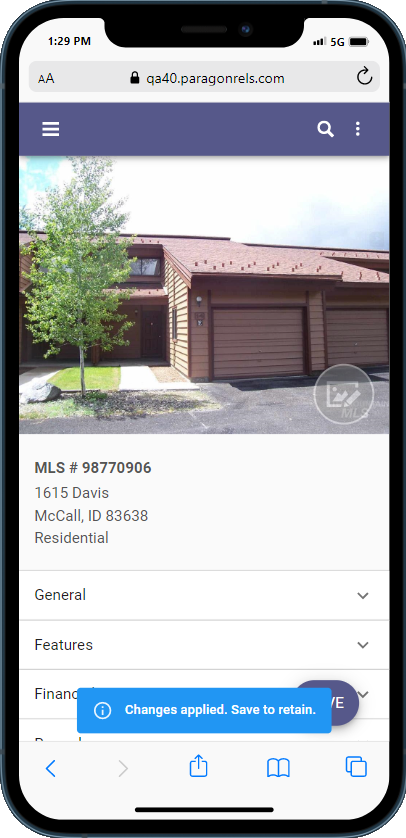 1:29 PM
5G
AA
qa40.paragonrels.com
MLS
MLS # 98770906
1615 Davis
McCall, ID 83638
Residential
General
Features
Changes applied. Save to retain.